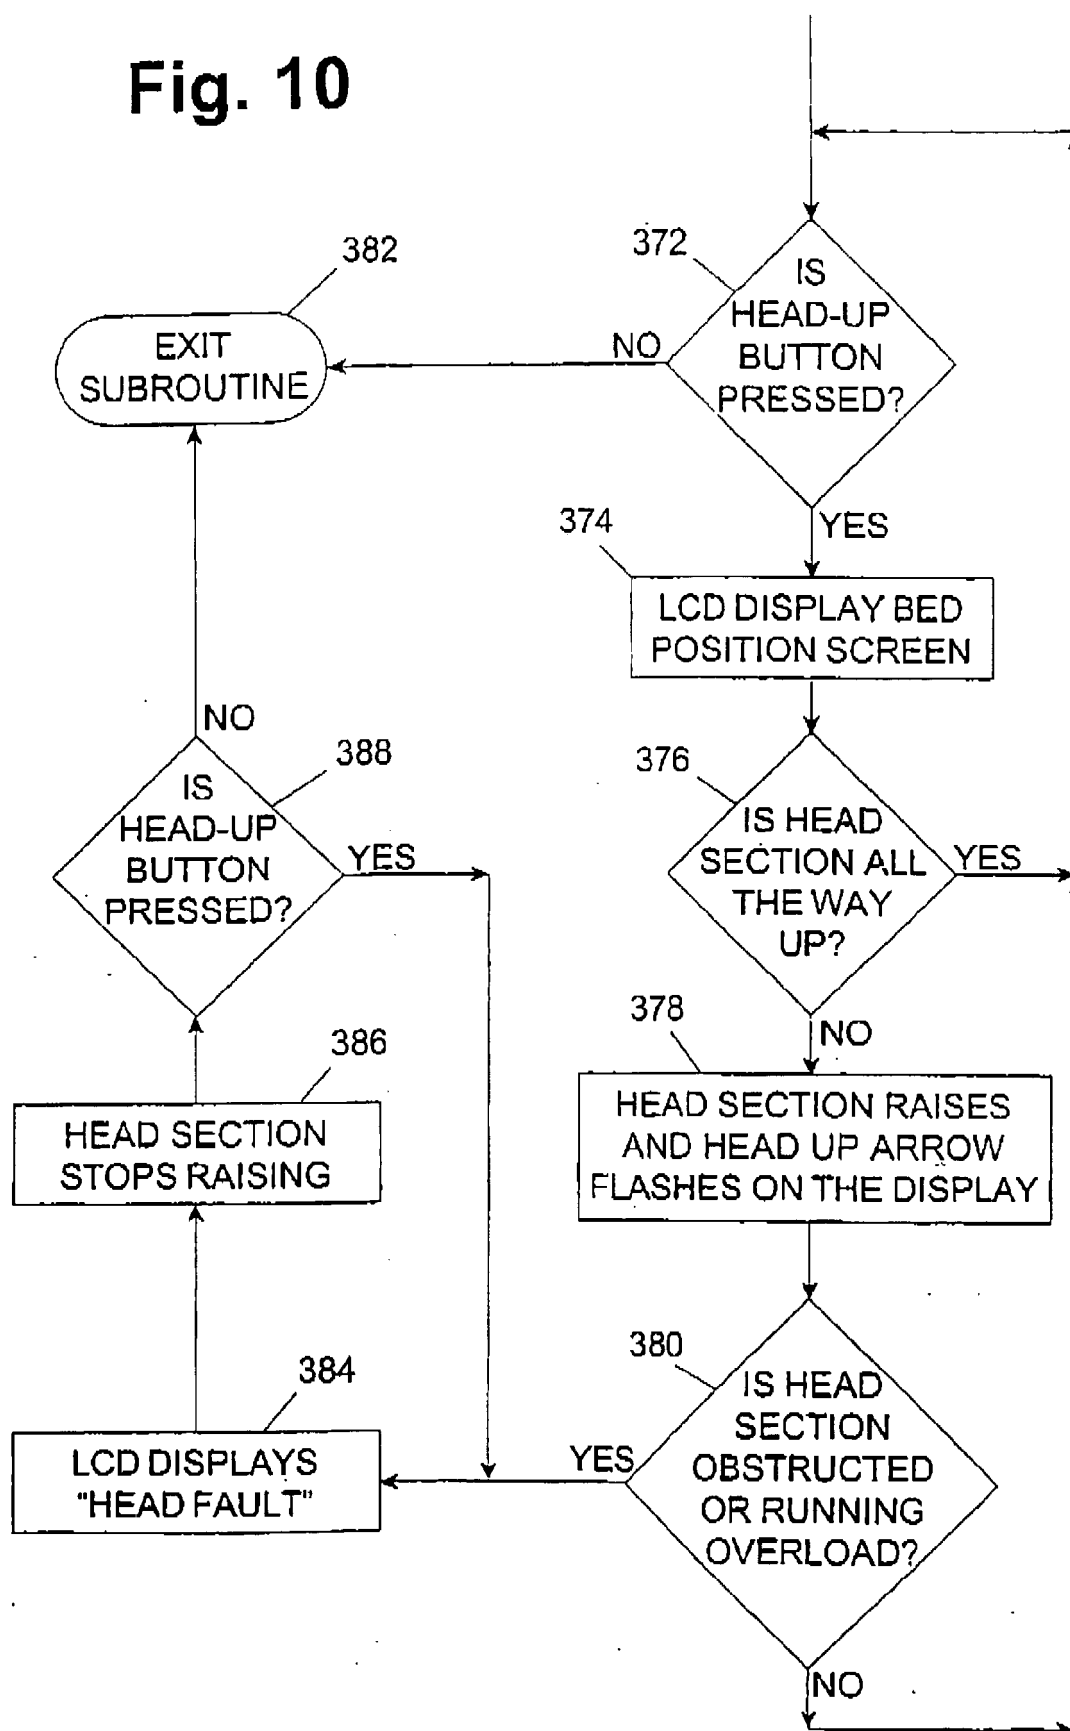 Fig. 10
372
IS
HEAD-UP
BUTTON
PRESSED?
NO
382
EXIT
SUBROUTINE
YES
374
LCD DISPLAY BED
POSITION SCREEN
376
IS HEAD
SECTION ALL
THE WAY
UP?
YES
NO
378
HEAD SECTION RAISES
AND HEAD UP ARROW
FLASHES ON THE DISPLAY
380
IS HEAD
SECTION
OBSTRUCTED
OR RUNNING
OVERLOAD?
YES
NO
384
LCD DISPLAYS
"HEAD FAULT"
386
HEAD SECTION
STOPS RAISING
388
IS
HEAD-UP
BUTTON
PRESSED?
YES
NO